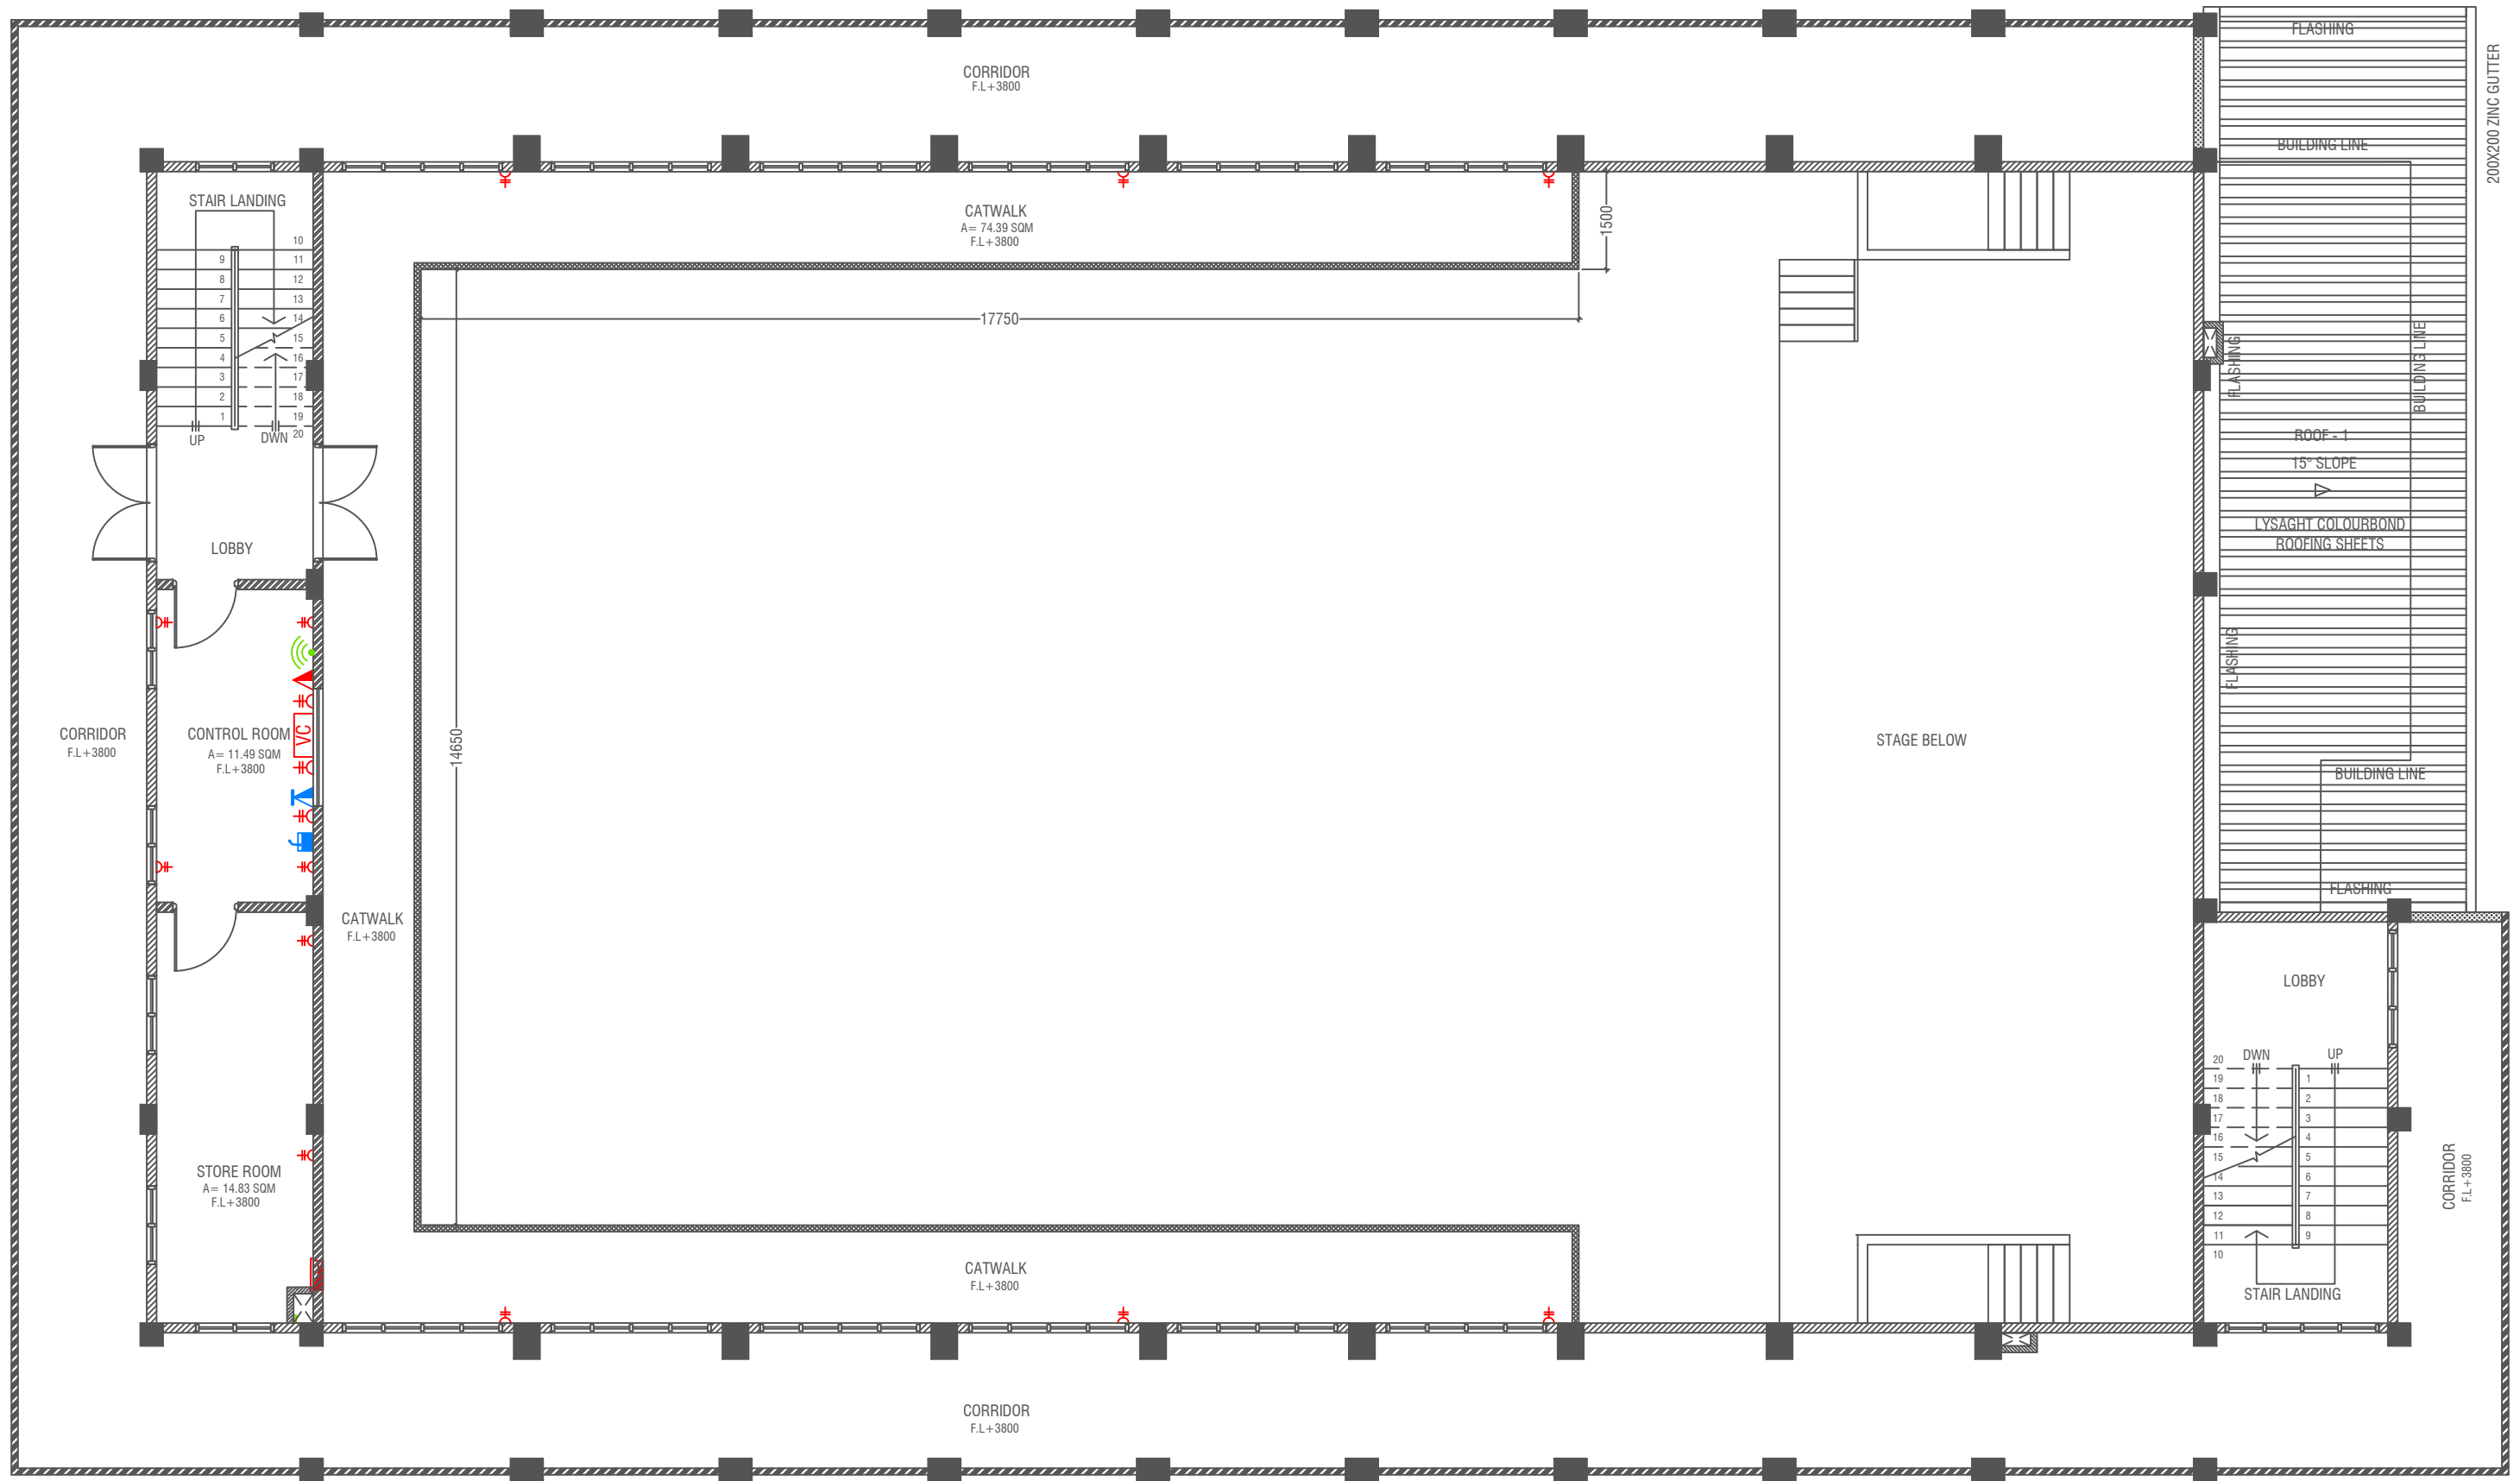 FLASHING
200X200 ZINC GUTTER
CORRIDOR
F.L+3800
BUILDING LINE
STAIR LANDING
CATWALK
A= 74.39 SQM
F.L+3800
1500
10
9 11
8 12
7 13
6 14
5 15
4 16
3 17
2 18
1 19
UP DWN 20
17750
FLASHING
BUILDING LINE
ROOF - 1
15° SLOPE
LYSAGHT COLOURBOND
ROOFING SHEETS
LOBBY
FLASHING
CORRIDOR
F.L+3800
CONTROL ROOM
A= 11.49 SQM
F.L+3800
VC
14650
STAGE BELOW
BUILDING LINE
FLASHING
CATWALK
F.L+3800
LOBBY
20 DWN UP
19 1
18 2
17 3
16 4
15 5
14 6
13 7
12 8
11 9
10
STAIR LANDING
CORRIDOR
F.L+3800
STORE ROOM
A= 14.83 SQM
F.L+3800
CATWALK
F.L+3800
CORRIDOR
F.L+3800